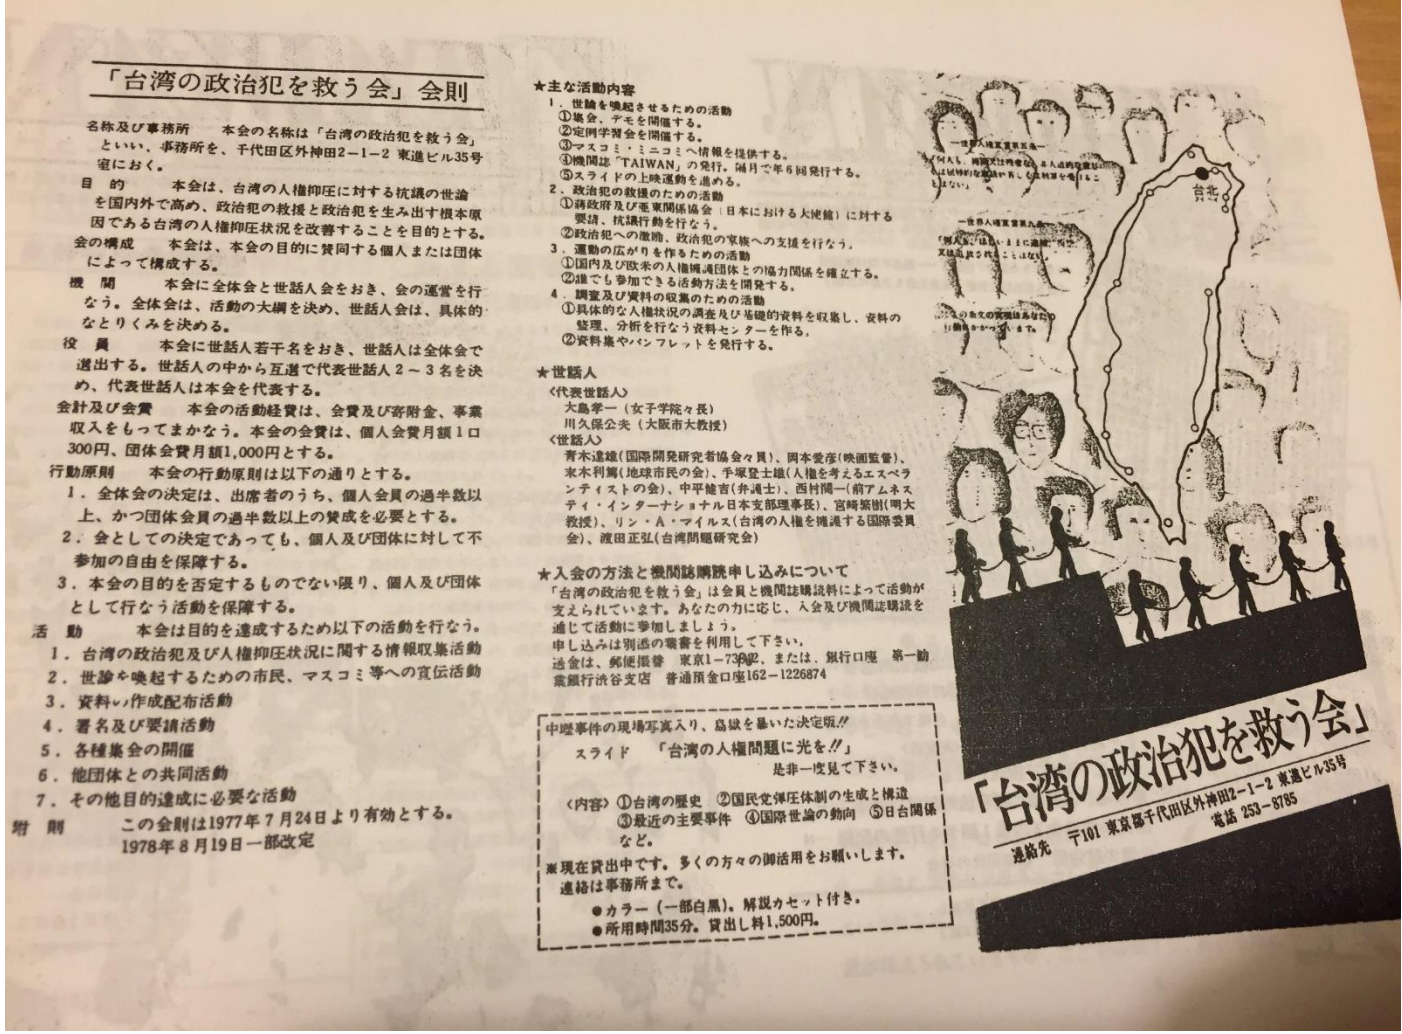 「台湾の政治犯を救う会」会則
名称及び事務所　本会の名称は「台湾の政治犯を救う会」
といい、事務所を、千代田区外神田2−1−2 東進ビル35号
室におく。
目　的　本会は、台湾の人権抑圧に対する抗議の世論
を国内外で高め、政治犯の救援と政治犯を生み出す根本原
因である台湾の人権抑圧状況を改善することを目的とする。
会の構成　本会は、本会の目的に賛同する個人または団体
によって構成する。
機　関　本会に全体会と世話人会をおき、会の運営を行
なう。全体会は、活動の大綱を決め、世話人会は、具体的
なとりくみを決める。
役　員　本会に世話人若干名をおき、世話人は全体会で
選出する。世話人の中から互選で代表世話人2〜3名を決
め、代表世話人は本会を代表する。
会計及び会費　本会の活動経費は、会費及び寄附金、事業
収入をもってまかなう。本会の会費は、個人会費月額1口
300円、団体会費月額1,000円とする。
行動原則　本会の行動原則は以下の通りとする。
1．全体会の決定は、出席者のうち、個人会員の過半数以
上、かつ団体会員の過半数以上の賛成を必要とする。
2．会としての決定であっても、個人及び団体に対して不
参加の自由を保障する。
3．本会の目的を否定するものでない限り、個人及び団体
として行なう活動を保障する。
活　動　本会は目的を達成するため以下の活動を行なう。
1．台湾の政治犯及び人権抑圧状況に関する情報収集活動
2．世論を喚起するための市民、マスコミ等への宣伝活動
3．資料の作成配布活動
4．署名及び要請活動
5．各種集会の開催
6．他団体との共同活動
7．その他目的達成に必要な活動
附　則　この会則は1977年7月24日より有効とする。
1978年8月19日一部改定
★主な活動内容
1．世論を喚起させるための活動
①集会、デモを開催する。
②定例学習会を開催する。
③マスコミ・ミニコミへ情報を提供する。
④機関誌「TAIWAN」の発行。隔月で年6回発行する。
⑤スライドの上映運動を進める。
2．政治犯の救援のための活動
①蒋政府及び亜東関係協会（日本における大使館）に対する
要請、抗議行動を行なう。
②政治犯への激励、政治犯の家族への支援を行なう。
3．運動の広がりを作るための活動
①国内及び欧米の人権擁護団体との協力関係を確立する。
②誰でも参加できる活動方法を開発する。
4．調査及び資料の収集のための活動
①具体的な人権状況の調査及び基礎的資料を収集し、資料の
整理、分析を行なう資料センターを作る。
②資料集やパンフレットを発行する。
★世話人
〈代表世話人〉
大島孝一（女子学院々長）
川久保公夫（大阪市大教授）
〈世話人〉
青木達雄(国際開発研究者協会々員)、岡本愛彦(映画監督)、
末木利篤(地球市民の会)、手塚登士雄(人権を考えるエスペラ
ンティストの会)、中平健吉(弁護士)、西村関一(前アムネス
ティ・インターナショナル日本支部理事長)、宮崎繁樹(明大
教授)、リン・A・マイルス(台湾の人権を擁護する国際委員
会)、渡田正弘(台湾問題研究会)
★入会の方法と機関誌購読申し込みについて
「台湾の政治犯を救う会」は会員と機関誌購読料によって活動が
支えられています。あなたの力に応じ、入会及び機関誌購読を
通じて活動に参加しましょう。
申し込みは別添の葉書を利用して下さい。
送金は、郵便振替　東京1−、または、銀行口座　第一勧
業銀行渋谷支店　普通預金口座162−1226874
中壢事件の現場写真入り、島獄を暴いた決定版!!
スライド　「台湾の人権問題に光を!!」
是非一度見て下さい。
〈内容〉①台湾の歴史　②国民党弾圧体制の生成と構造
③最近の主要事件　④国際世論の動向　⑤日台関係
など。
※現在貸出中です。多くの方々の御活用をお願いします。
連絡は事務所まで。
●カラー（一部白黒）。解説カセット付き。
●所用時間35分。貸出し料1,500円。
―世界人権宣言第五条―
―世界人権宣言第九条―
台北
「台湾の政治犯を救う会」
連絡先　〒101 東京都千代田区外神田2−1−2 東進ビル35号
電話 253−8785